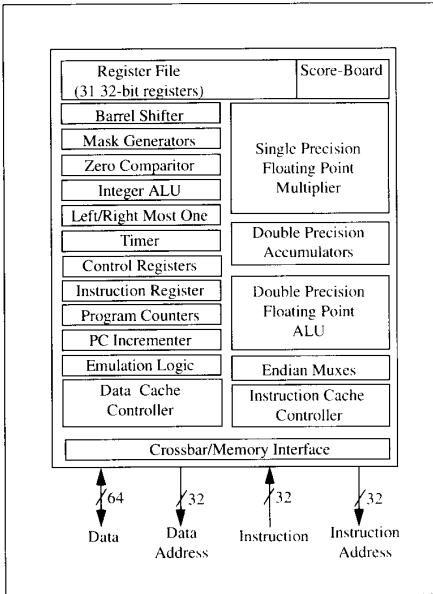 Register File
(31 32-bit registers)
Score-Board
Barrel Shifter
Mask Generators
Zero Comparitor
Integer ALU
Left/Right Most One
Timer
Control Registers
Instruction Register
Program Counters
PC Incrementer
Emulation Logic
Data Cache
Controller
Single Precision
Floating Point
Multiplier
Double Precision
Accumulators
Double Precision
Floating Point
ALU
Endian Muxes
Instruction Cache
Controller
Crossbar/Memory Interface
64
32
32
32
Data
Data
Address
Instruction
Instruction
Address